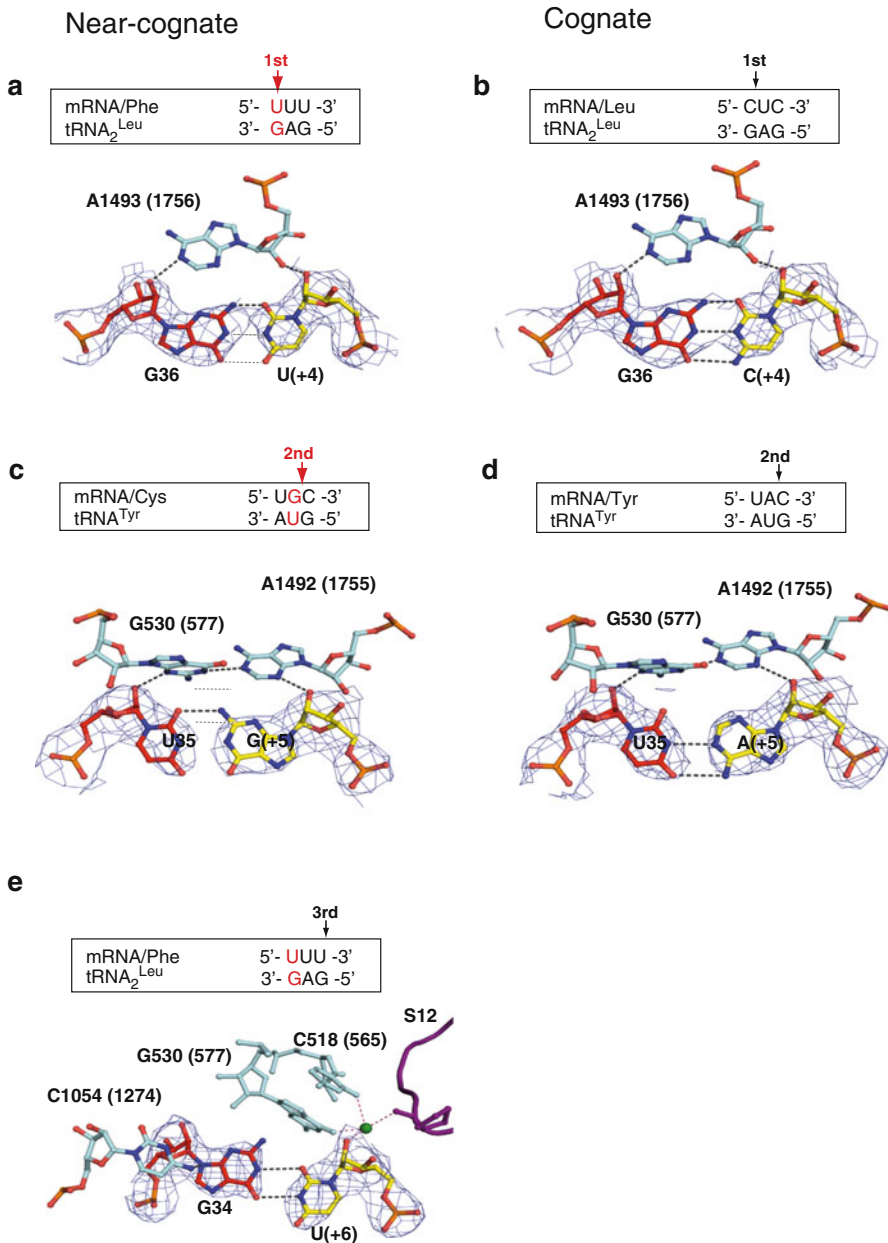 Near-cognate
Cognate
a
1st
mRNA/Phe 5'- UUU -3'
tRNA2Leu 3'- GAG -5'
A1493 (1756)
G36
U(+4)
b
1st
mRNA/Leu 5'- CUC -3'
tRNA2Leu 3'- GAG -5'
A1493 (1756)
G36
C(+4)
c
2nd
mRNA/Cys 5'- UGC -3'
tRNATyr 3'- AUG -5'
A1492 (1755)
G530 (577)
U35
G(+5)
d
2nd
mRNA/Tyr 5'- UAC -3'
tRNATyr 3'- AUG -5'
A1492 (1755)
G530 (577)
U35
A(+5)
e
3rd
mRNA/Phe 5'- UUU -3'
tRNA2Leu 3'- GAG -5'
S12
C518 (565)
G530 (577)
C1054 (1274)
G34
U(+6)